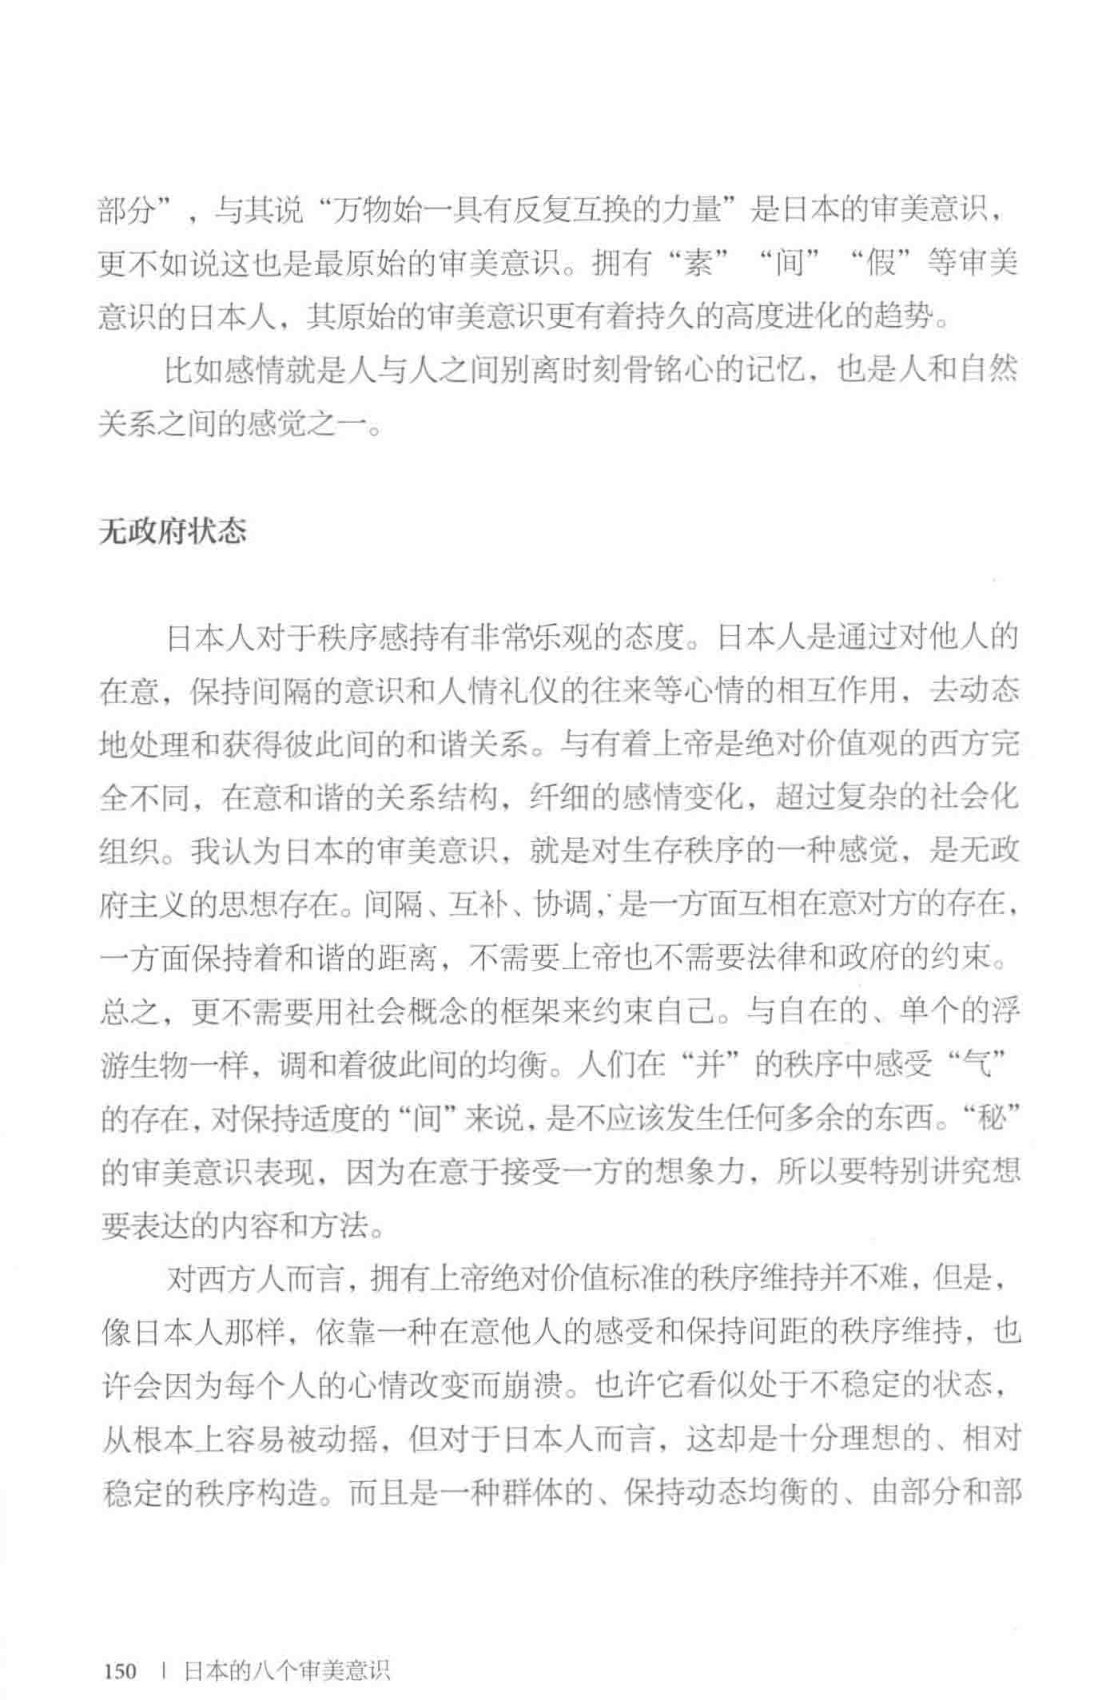 部分”，与其说“万物始一具有反复互换的力量”是日本的审美意识，
更不如说这也是最原始的审美意识。拥有“素”“间”“假”等审美
意识的日本人，其原始的审美意识更有着持久的高度进化的趋势。
比如感情就是人与人之间别离时刻骨铭心的记忆，也是人和自然
关系之间的感觉之一。
无政府状态
日本人对于秩序感持有非常乐观的态度。日本人是通过对他人的
在意，保持间隔的意识和人情礼仪的往来等心情的相互作用，去动态
地处理和获得彼此间的和谐关系。与有着上帝是绝对价值观的西方完
全不同，在意和谐的关系结构，纤细的感情变化，超过复杂的社会化
组织。我认为日本的审美意识，就是对生存秩序的一种感觉，是无政
府主义的思想存在。间隔、互补、协调，是一方面互相在意对方的存在，
一方面保持着和谐的距离，不需要上帝也不需要法律和政府的约束。
总之，更不需要用社会概念的框架来约束自己。与自在的、单个的浮
游生物一样，调和着彼此间的均衡。人们在“并”的秩序中感受“气”
的存在，对保持适度的“间”来说，是不应该发生任何多余的东西。“秘”
的审美意识表现，因为在意于接受一方的想象力，所以要特别讲究想
要表达的内容和方法。
对西方人而言，拥有上帝绝对价值标准的秩序维持并不难，但是，
像日本人那样，依靠一种在意他人的感受和保持间距的秩序维持，也
许会因为每个人的心情改变而崩溃。也许它看似处于不稳定的状态，
从根本上容易被动摇，但对于日本人而言，这却是十分理想的、相对
稳定的秩序构造。而且是一种群体的、保持动态均衡的、由部分和部
150 | 日本的八个审美意识